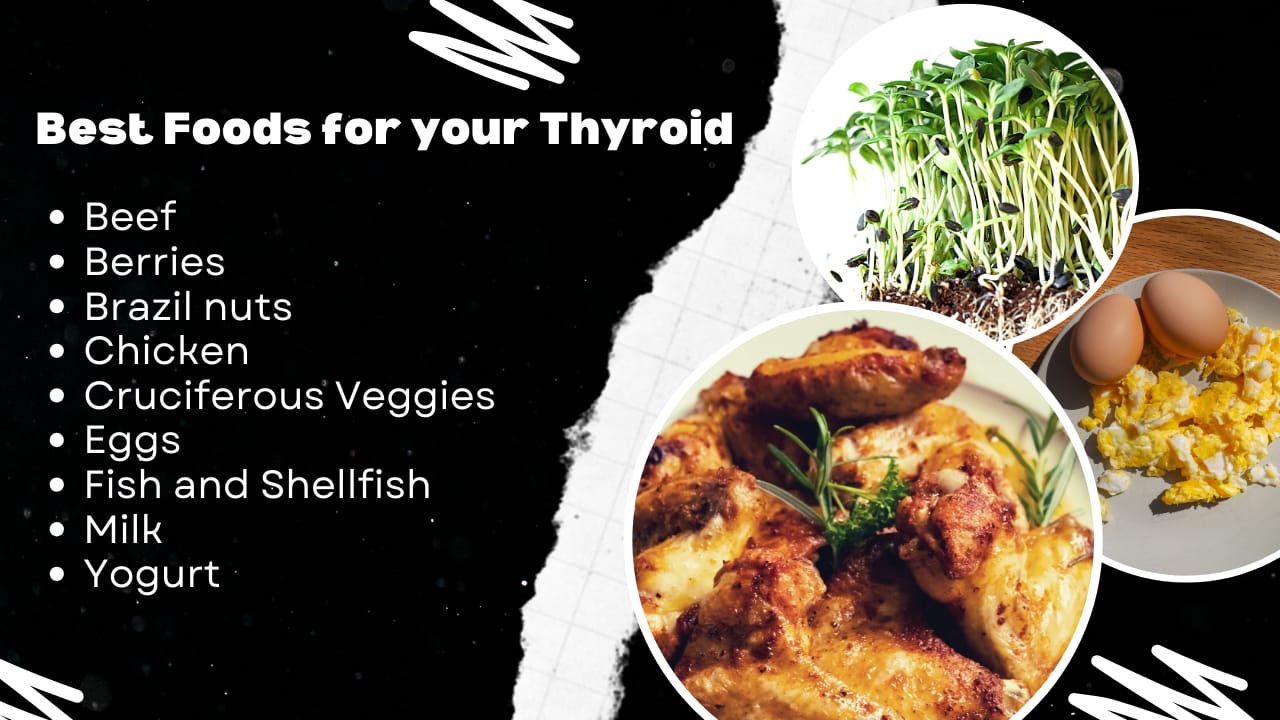 Best Foods for your Thyroid
• Beef
• Berries
• Brazil nuts
• Chicken
• Cruciferous Veggies
• Eggs
• Fish and Shellfish
• Milk
• Yogurt